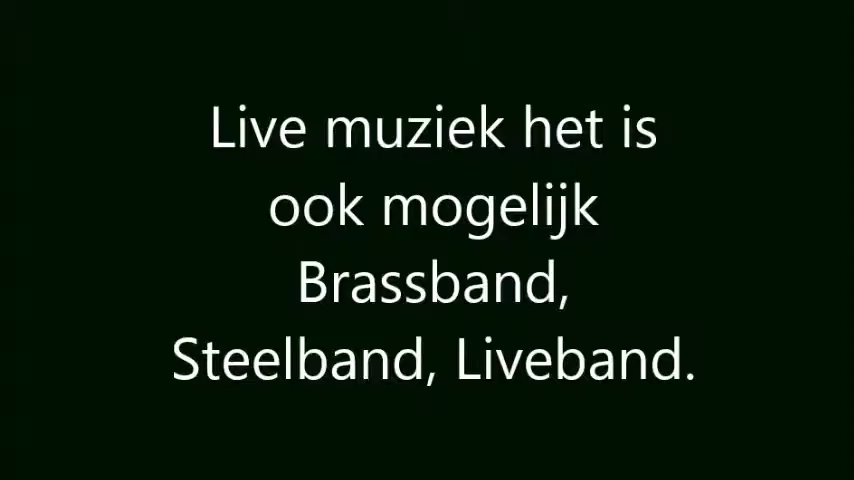 Live muziek het is
ook mogelijk
Brassband,
Steelband, Liveband.